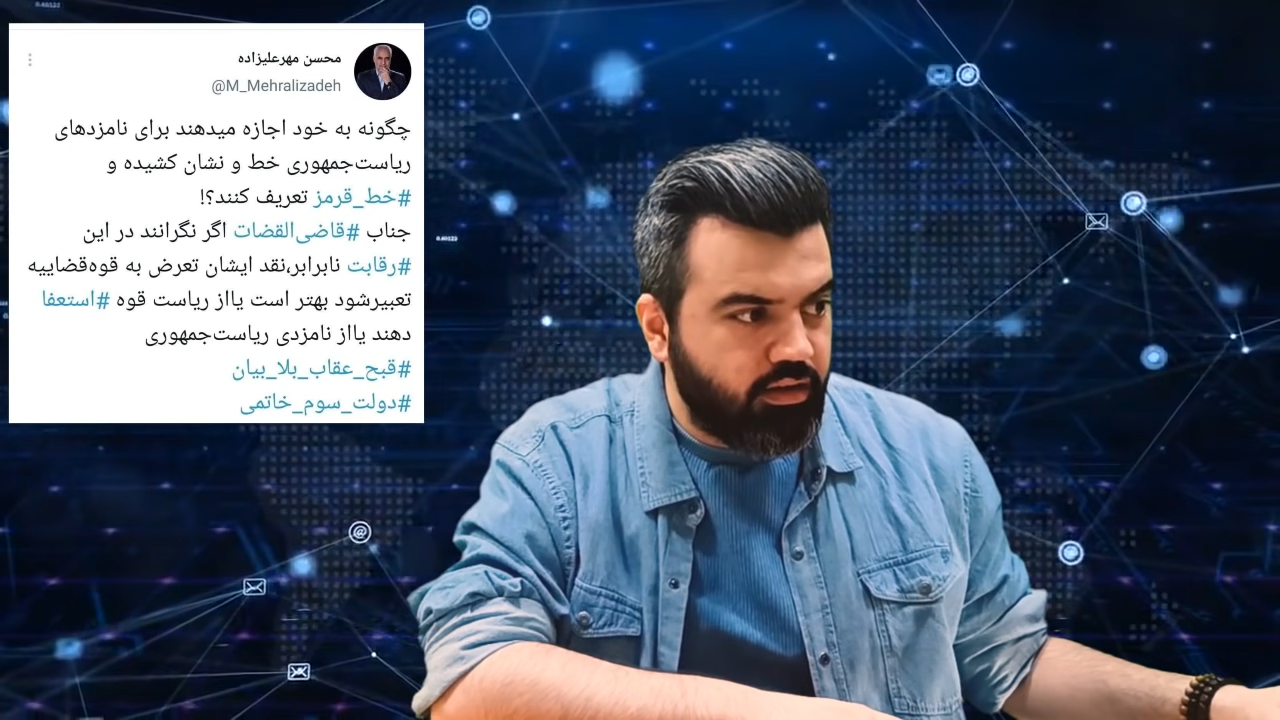 محسن مهرعلیزاده
@M_Mehralizadeh
چگونه به خود اجازه میدهند برای نامزدهای
ریاست‌جمهوری خط و نشان کشیده و
#خط_قرمز تعریف کنند؟!
جناب #قاضی‌القضات اگر نگرانند در این
#رقابت نابرابر،نقد ایشان تعرض به قوه‌قضاییه
تعبیرشود بهتر است یااز ریاست قوه #استعفا
دهند یااز نامزدی ریاست‌جمهوری
#قبح_عقاب_بلا_بیان
#دولت_سوم_خاتمی